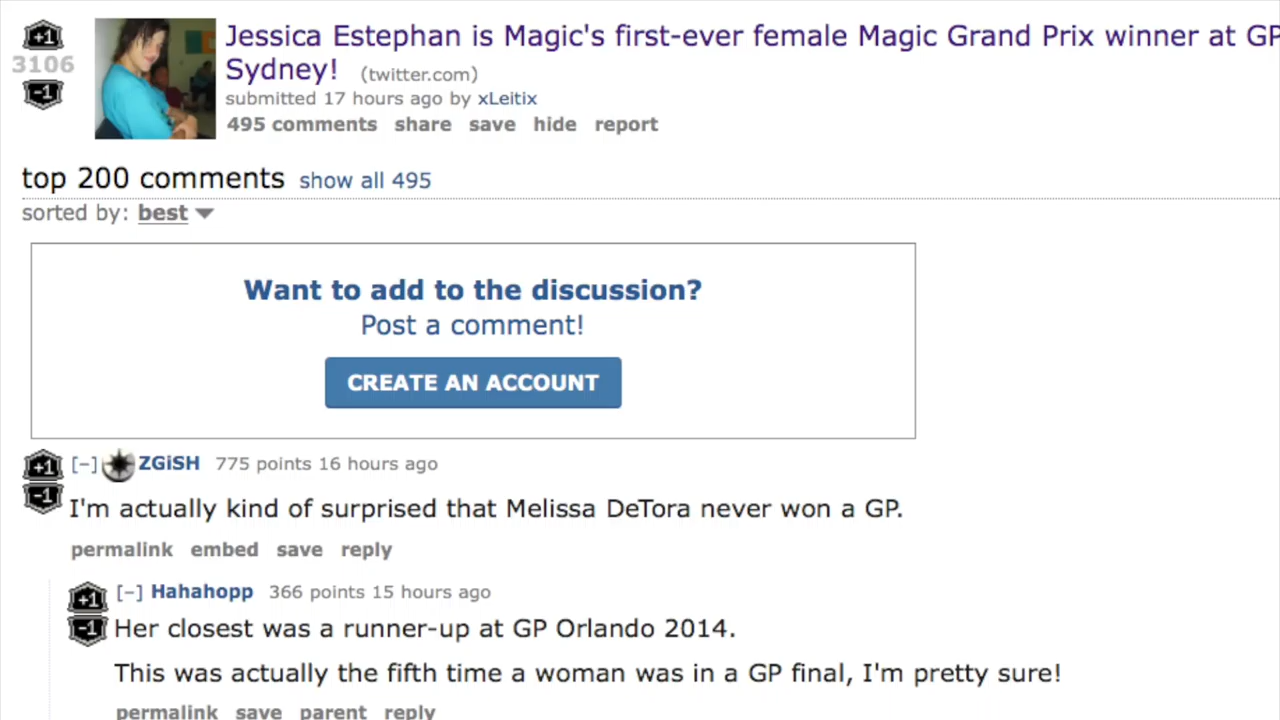 +1
3106
-1
Jessica Estephan is Magic's first-ever female Magic Grand Prix winner at GP
Sydney! (twitter.com)
submitted 17 hours ago by xLeitix
495 comments share save hide report
top 200 comments show all 495
sorted by: best
Want to add to the discussion?
Post a comment!
CREATE AN ACCOUNT
+1
-1
[–] ZGiSH 775 points 16 hours ago
I'm actually kind of surprised that Melissa DeTora never won a GP.
permalink embed save reply
+1
-1
[–] Hahahopp 366 points 15 hours ago
Her closest was a runner-up at GP Orlando 2014.
This was actually the fifth time a woman was in a GP final, I'm pretty sure!
permalink save parent reply